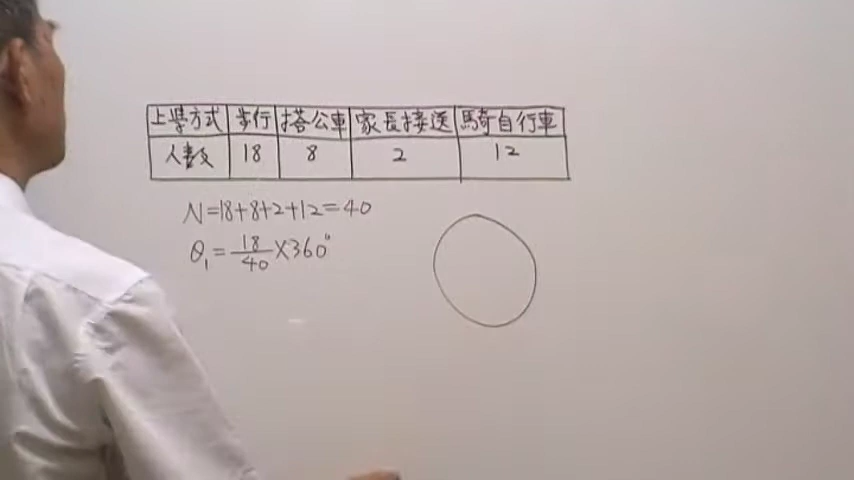 上學方式 步行 搭公車 家長接送 騎自行車
人數 18 8 2 12
N=18+8+2+12=40
θ₁=18/40×360°